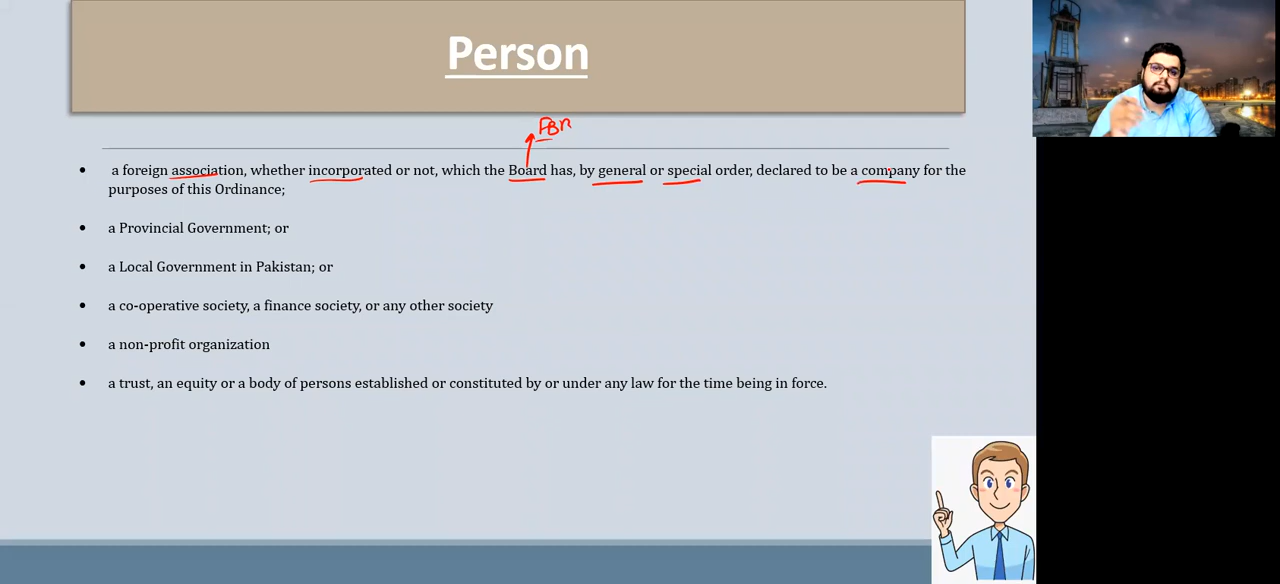 Person
FBR
• a foreign association, whether incorporated or not, which the Board has, by general or special order, declared to be a company for the
purposes of this Ordinance;
• a Provincial Government; or
• a Local Government in Pakistan; or
• a co-operative society, a finance society, or any other society
• a non-profit organization
• a trust, an equity or a body of persons established or constituted by or under any law for the time being in force.